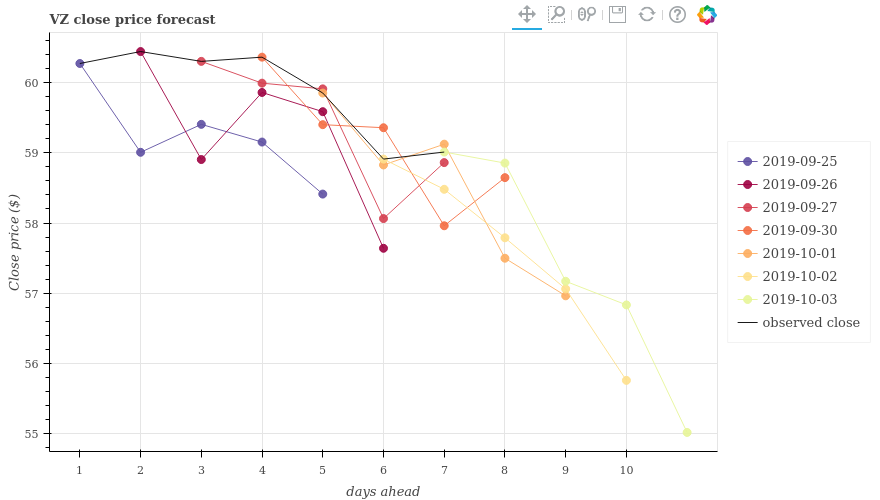 VZ close price forecast
60
59
58
57
56
55
Close price ($)
1 2 3 4 5 6 7 8 9 10
days ahead
2019-09-25
2019-09-26
2019-09-27
2019-09-30
2019-10-01
2019-10-02
2019-10-03
observed close